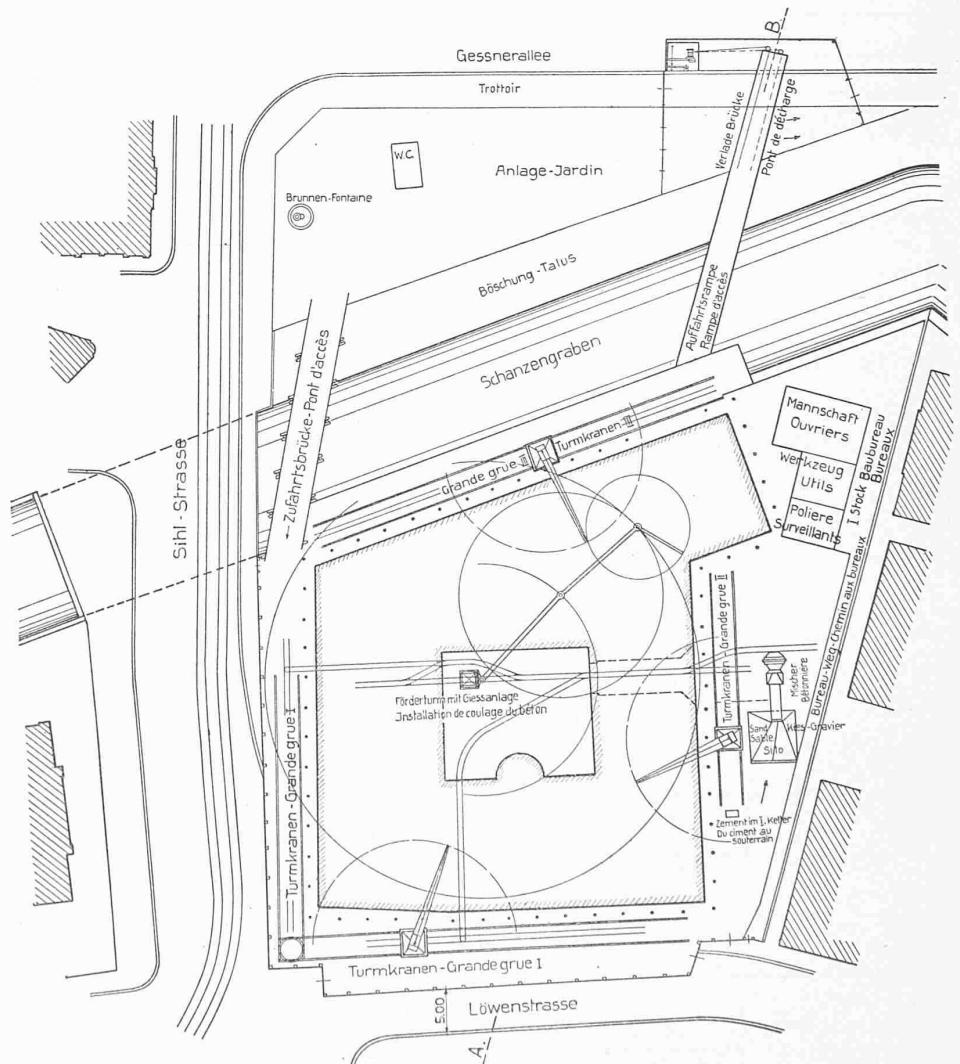 B.
Gessnerallee
Trottoir
Verlade Brücke
Pont de décharge
W.C.
Anlage-Jardin
Brunnen-Fontaine
Böschung-Talus
Auffahrtsrampe
Rampe d'accès
Schanzengraben
Zufahrtsbrücke-Pont d'accès
Sihl-Strasse
Grande grue III
Turmkranen-III
Mannschaft
Ouvriers
Werkzeug
Utils
Poliere
Surveillants
I Stock Baubureau
Bureaux
Bureau-Weg-Chemin aux bureaux
Turmkranen-Grande grue II
Mischer
Bétonnière
Förderturm mit Giessanlage
Jnstallation de coulage du béton
Sand
Sable
Kies-Gravier
Silo
Zement im I. Keller
Du ciment au
souterrain
Turmkranen-Grande grue I
Turmkranen-Grande grue I
5.00
Löwenstrasse
A.